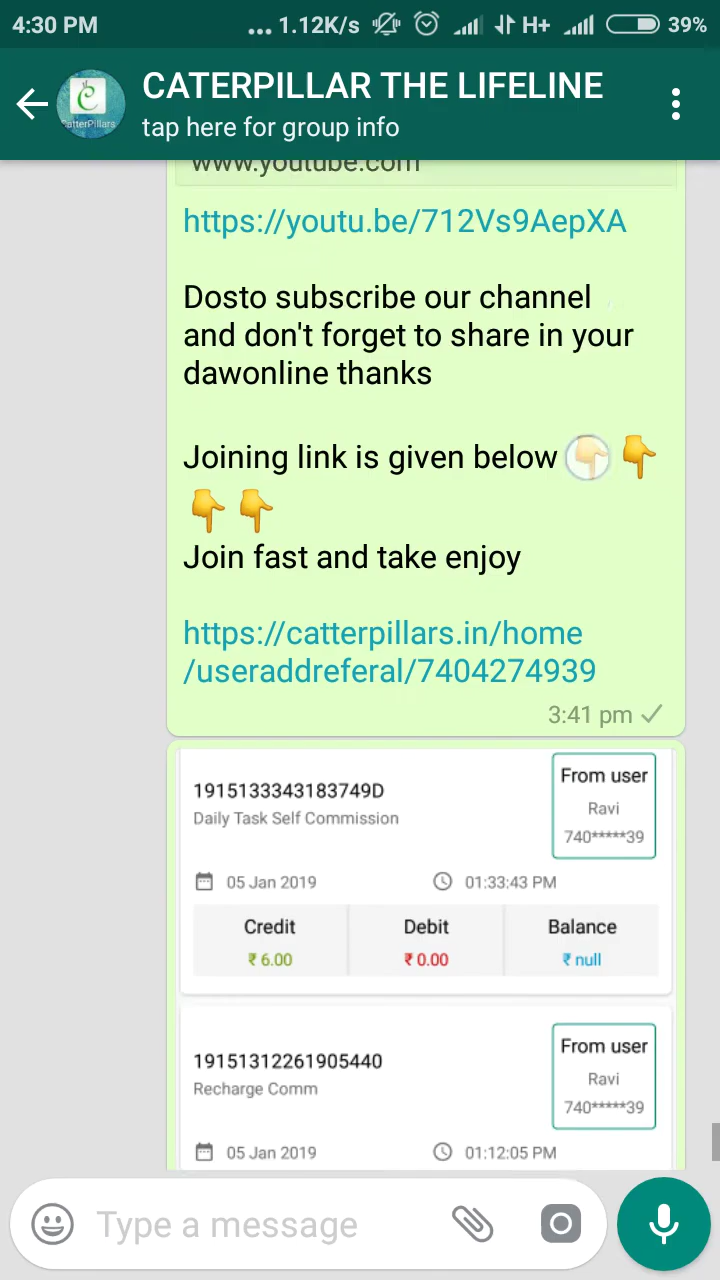 4:30 PM ... 1.12K/s H+ 39%
CATERPILLAR THE LIFELINE
CatterPillars
tap here for group info
www.youtube.com
https://youtu.be/712Vs9AepXA
Dosto subscribe our channel
and don't forget to share in your
dawonline thanks
Joining link is given below 👇👇
👇👇
Join fast and take enjoy
https://catterpillars.in/home
/useraddreferal/7404274939
3:41 pm
1915133343183749D
Daily Task Self Commission
From user
Ravi
740*****39
05 Jan 2019 01:33:43 PM
Credit Debit Balance
₹ 6.00 ₹ 0.00 ₹ null
19151312261905440
Recharge Comm
From user
Ravi
740*****39
05 Jan 2019 01:12:05 PM
Type a message